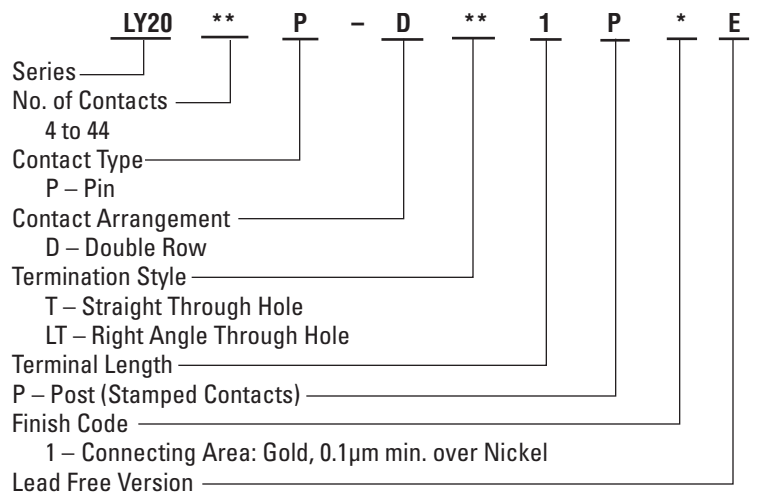 LY20 ** P – D ** 1 P * E
Series
No. of Contacts
4 to 44
Contact Type
P – Pin
Contact Arrangement
D – Double Row
Termination Style
T – Straight Through Hole
LT – Right Angle Through Hole
Terminal Length
P – Post (Stamped Contacts)
Finish Code
1 – Connecting Area: Gold, 0.1µm min. over Nickel
Lead Free Version